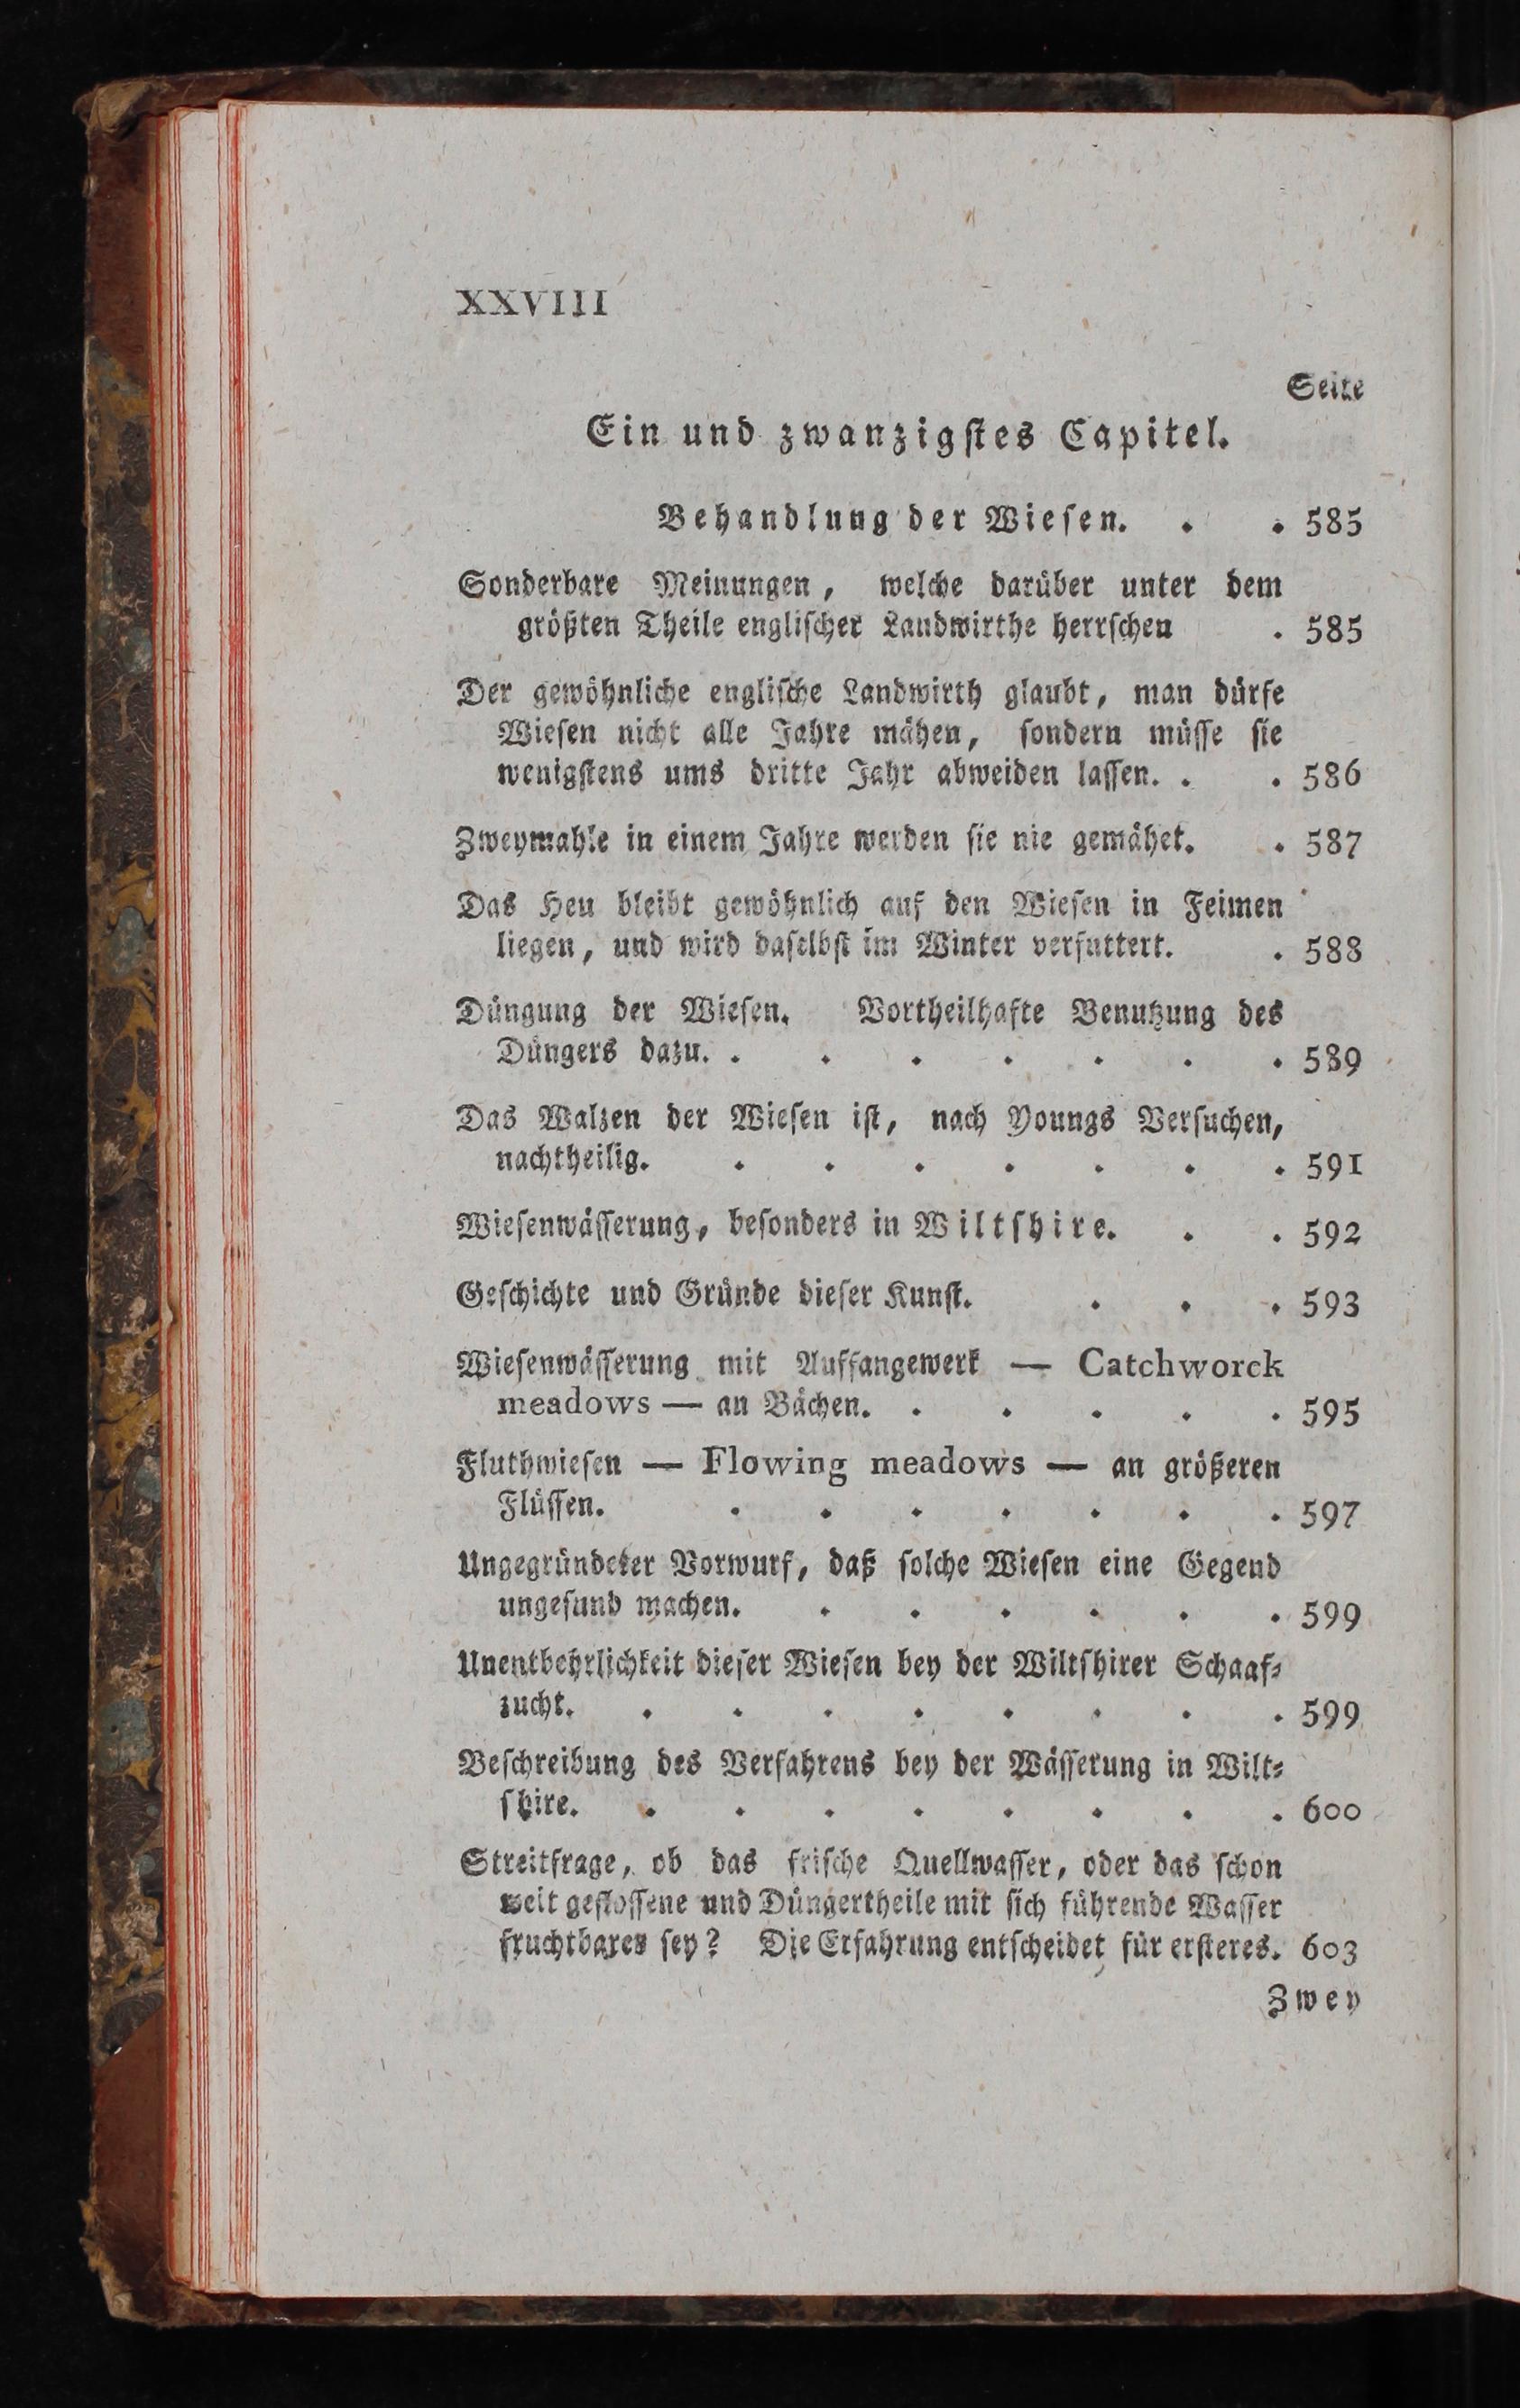 XXVIII
Seite
Ein und zwanzigstes Capitel.
Behandlung der Wiesen. . . 585
Sonderbare Meinungen, welche darüber unter dem
größten Theile englischer Landwirthe herrschen . 585
Der gewöhnliche englische Landwirth glaubt, man dürfe
Wiesen nicht alle Jahre mähen, sondern müsse sie
wenigstens ums dritte Jahr abweiden lassen. . . 586
Zweymahle in einem Jahre werden sie nie gemähet. . 587
Das Heu bleibt gewöhnlich auf den Wiesen in Feimen
liegen, und wird daselbst im Winter verfuttert. . 588
Düngung der Wiesen. Vortheilhafte Benutzung des
Düngers dazu. . . . . . . . 589
Das Walzen der Wiesen ist, nach Youngs Versuchen,
nachtheilig. . . . . . . . 591
Wiesenwässerung, besonders in Wiltshire. . . 592
Geschichte und Gründe dieser Kunst. . . . 593
Wiesenwässerung mit Auffangewerk — Catchworck
meadows — an Bächen. . . . . . 595
Fluthwiesen — Flowing meadows — an größeren
Flüssen. . . . . . . . 597
Ungegründeter Vorwurf, daß solche Wiesen eine Gegend
ungesund machen. . . . . . . 599
Unentbehrlichkeit dieser Wiesen bey der Wiltshirer Schaaf-
zucht. . . . . . . . . 599
Beschreibung des Verfahrens bey der Wässerung in Wilt-
shire. . . . . . . . . 600
Streitfrage, ob das frische Quellwasser, oder das schon
weit geflossene und Düngertheile mit sich führende Wasser
fruchtbares sey? Die Erfahrung entscheidet für ersteres. 603
Zwey